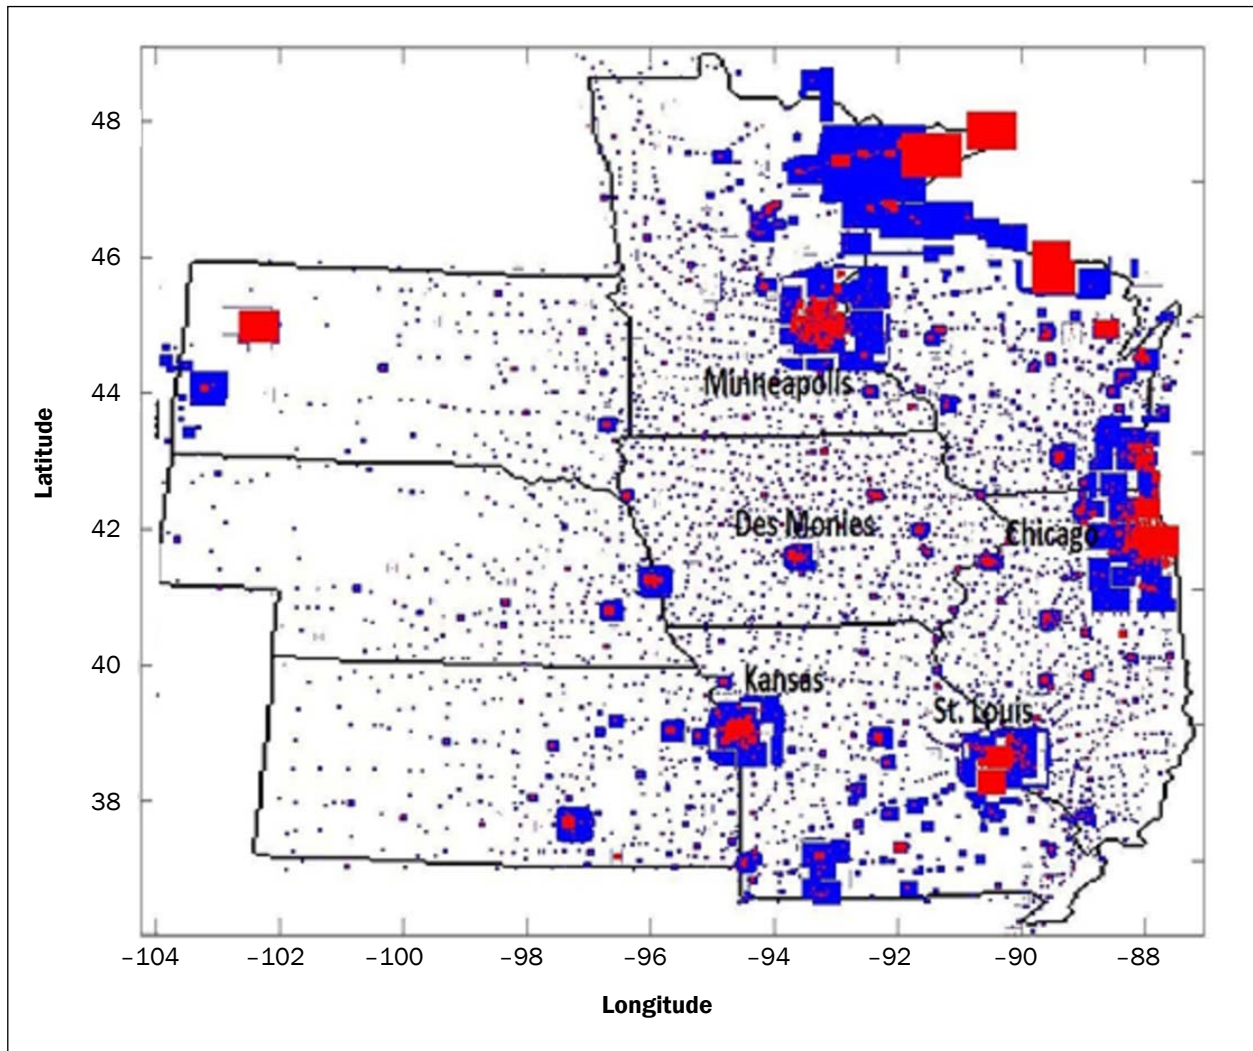 48
46
44
42
40
38
Latitude
Minneapolis
Des Monies
Chicago
Kansas
St. Louis
−104
−102
−100
−98
−96
−94
−92
−90
−88
Longitude